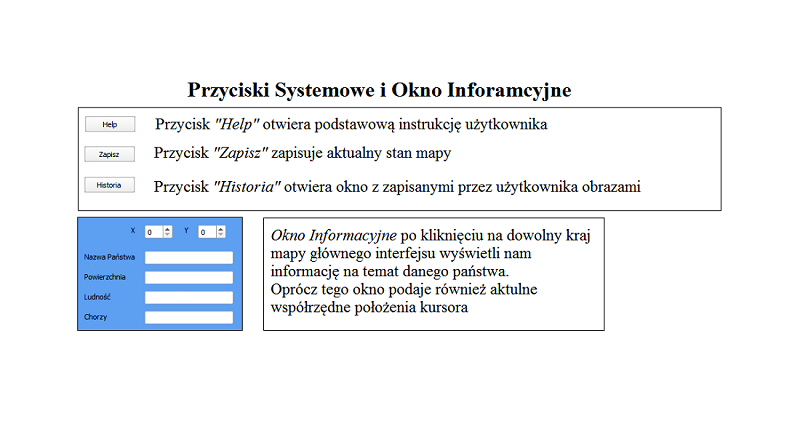 Przyciski Systemowe i Okno Inforamcyjne
Help Przycisk "Help" otwiera podstawową instrukcję użytkownika
Zapisz Przycisk "Zapisz" zapisuje aktualny stan mapy
Historia Przycisk "Historia" otwiera okno z zapisanymi przez użytkownika obrazami
X 0 Y 0
Nazwa Państwa
Powierzchnia
Ludność
Chorzy
Okno Informacyjne po kliknięciu na dowolny kraj
mapy głównego interfejsu wyświetli nam
informację na temat danego państwa.
Oprócz tego okno podaje również aktulne
współrzędne położenia kursora